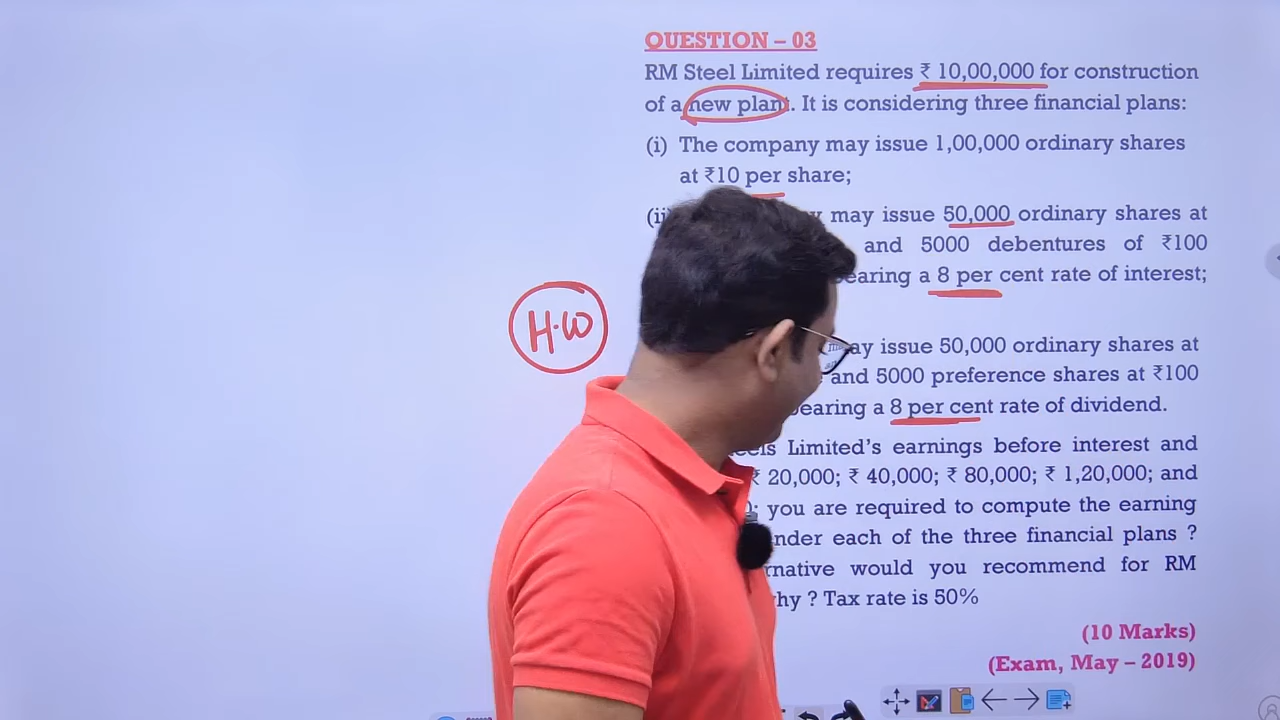 QUESTION – 03
RM Steel Limited requires ₹ 10,00,000 for construction
of a new plant. It is considering three financial plans:
(i) The company may issue 1,00,000 ordinary shares
at ₹10 per share;
(ii) may issue 50,000 ordinary shares at
and 5000 debentures of ₹100
bearing a 8 per cent rate of interest;
H.W
may issue 50,000 ordinary shares at
and 5000 preference shares at ₹100
bearing a 8 per cent rate of dividend.
Limited's earnings before interest and
₹ 20,000; ₹ 40,000; ₹ 80,000; ₹ 1,20,000; and
you are required to compute the earning
under each of the three financial plans ?
would you recommend for RM
why ? Tax rate is 50%
(10 Marks)
(Exam, May – 2019)